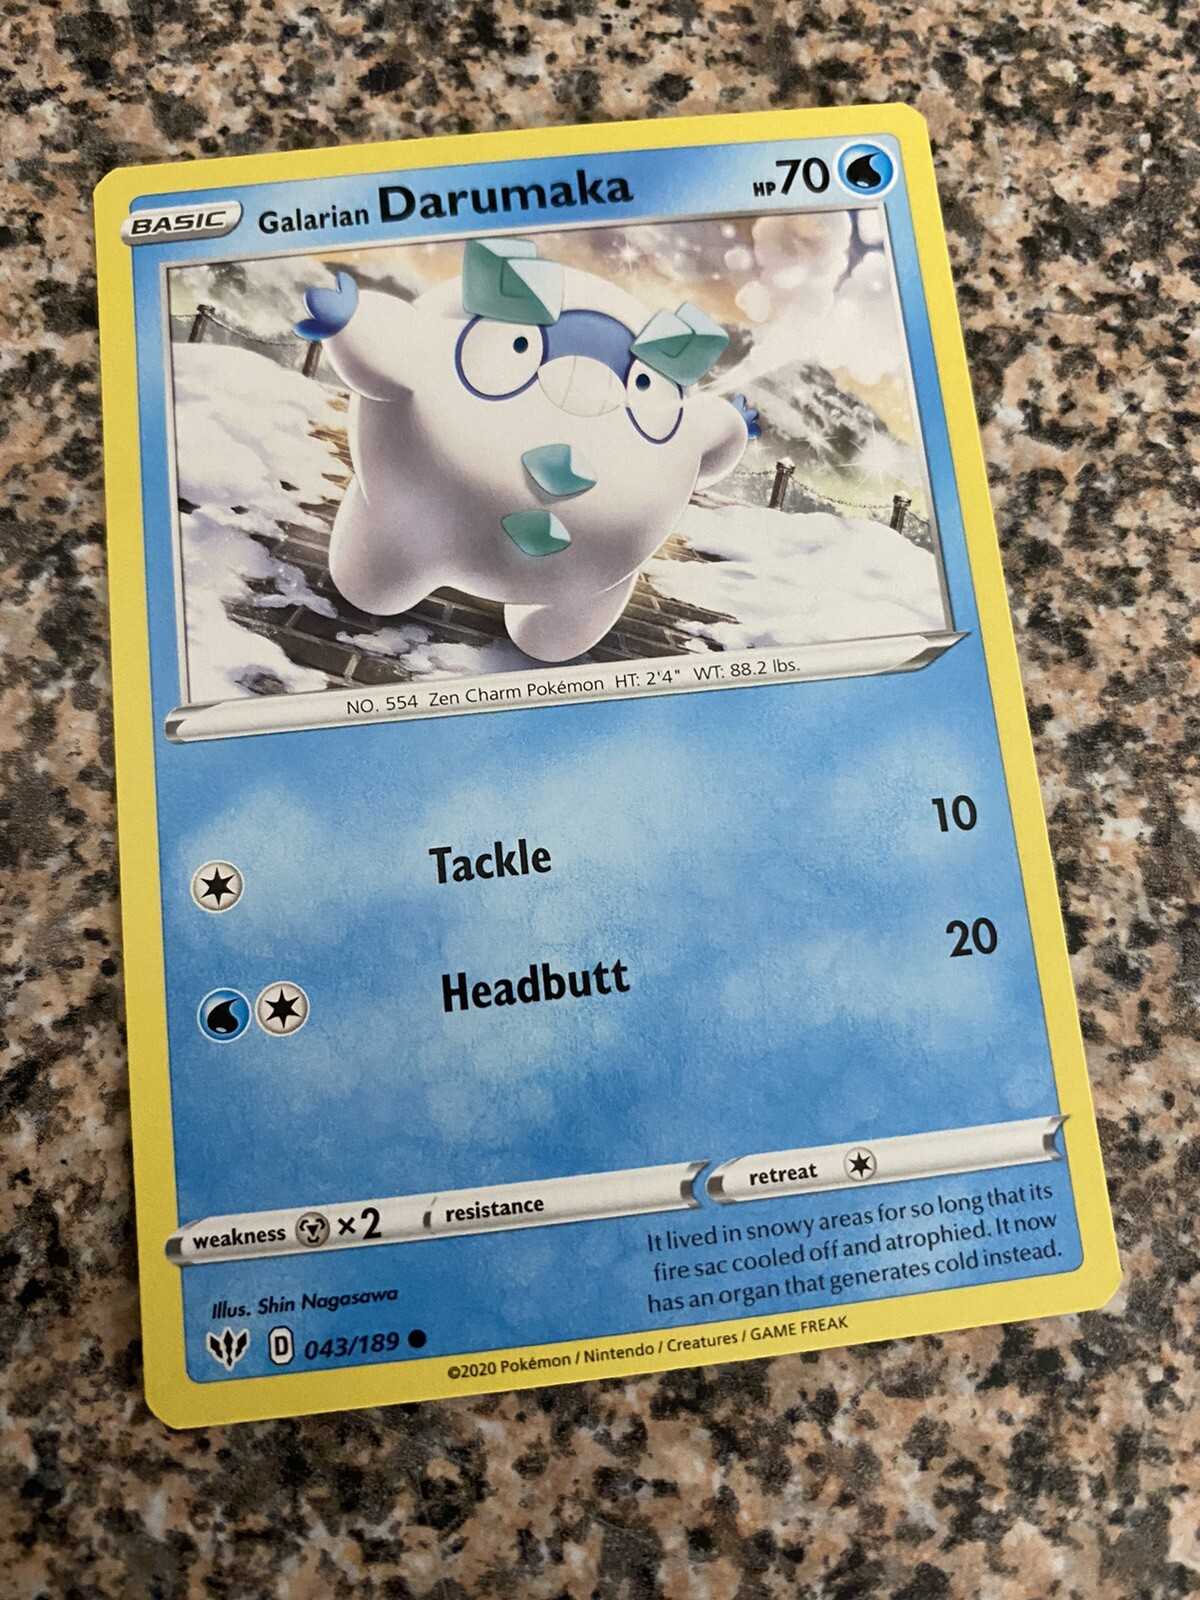 BASIC Galarian Darumaka HP 70
NO. 554 Zen Charm Pokémon HT: 2'4" WT: 88.2 lbs.
Tackle 10
Headbutt 20
weakness ×2 resistance retreat
It lived in snowy areas for so long that its
fire sac cooled off and atrophied. It now
has an organ that generates cold instead.
Illus. Shin Nagasawa
D 043/189
©2020 Pokémon / Nintendo / Creatures / GAME FREAK